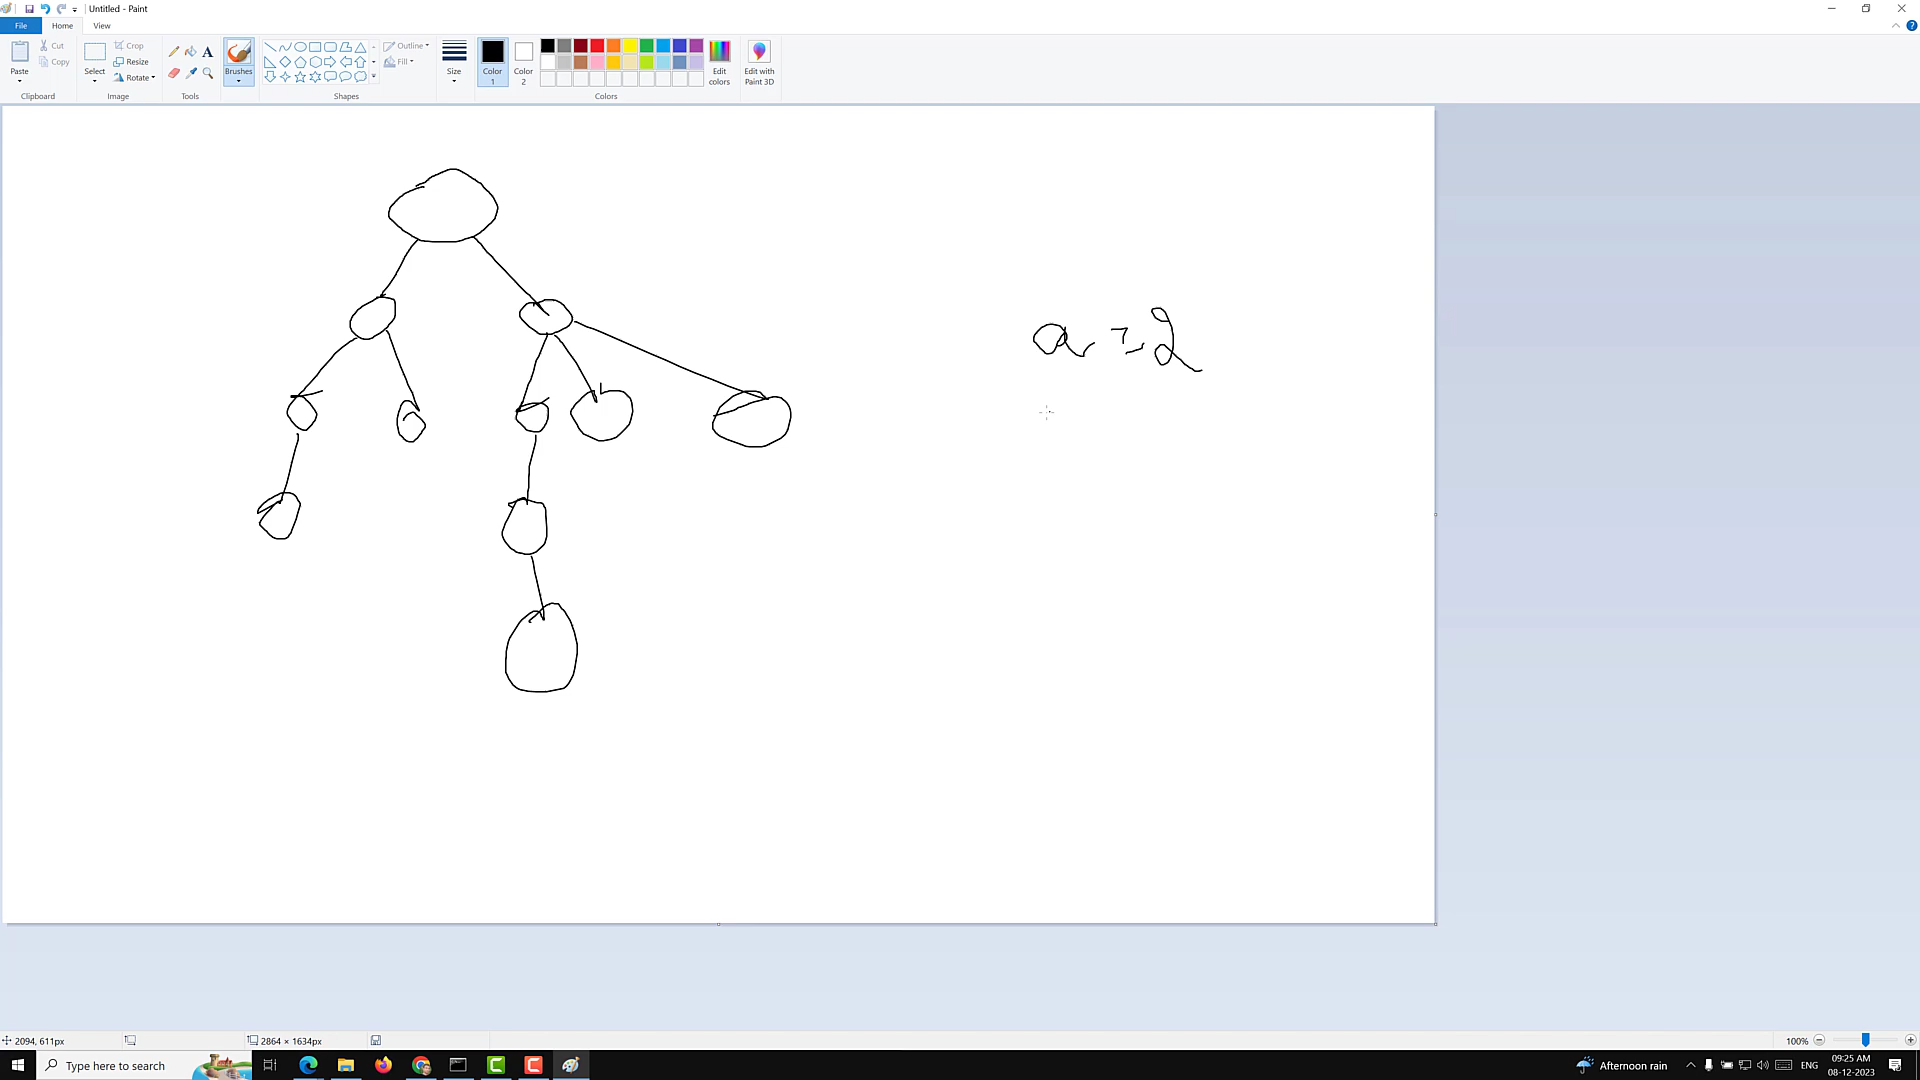 Untitled - Paint
File
Home
View
Paste
Cut
Copy
Clipboard
Select
Crop
Resize
Rotate
Image
A
Tools
Brushes
Outline
Fill
Shapes
Size
Color
1
Color
2
Edit
colors
Edit with
Paint 3D
Colors
a = 2
2094, 611px
2864 × 1634px
100%
Type here to search
Afternoon rain
ENG
09:25 AM
08-12-2023